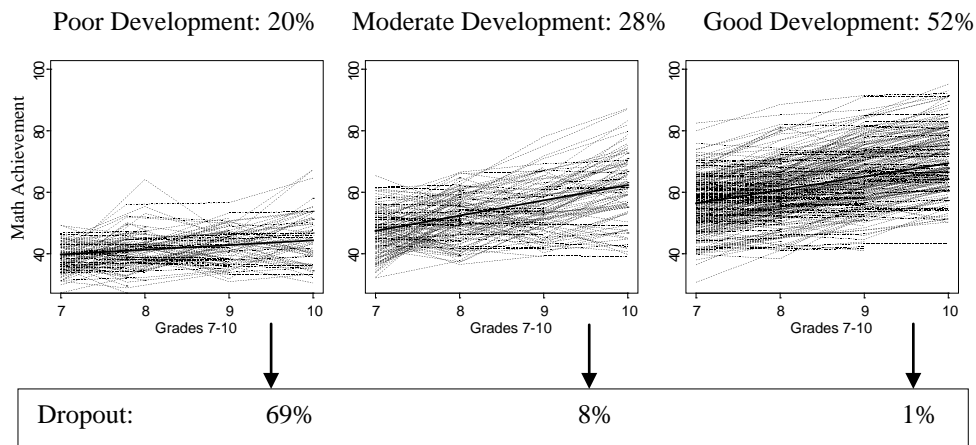 Poor Development: 20% Moderate Development: 28% Good Development: 52%
Math Achievement
100
80
60
40
7 8 9 10
Grades 7-10
100
80
60
40
7 8 9 10
Grades 7-10
100
80
60
40
7 8 9 10
Grades 7-10
Dropout: 69% 8% 1%